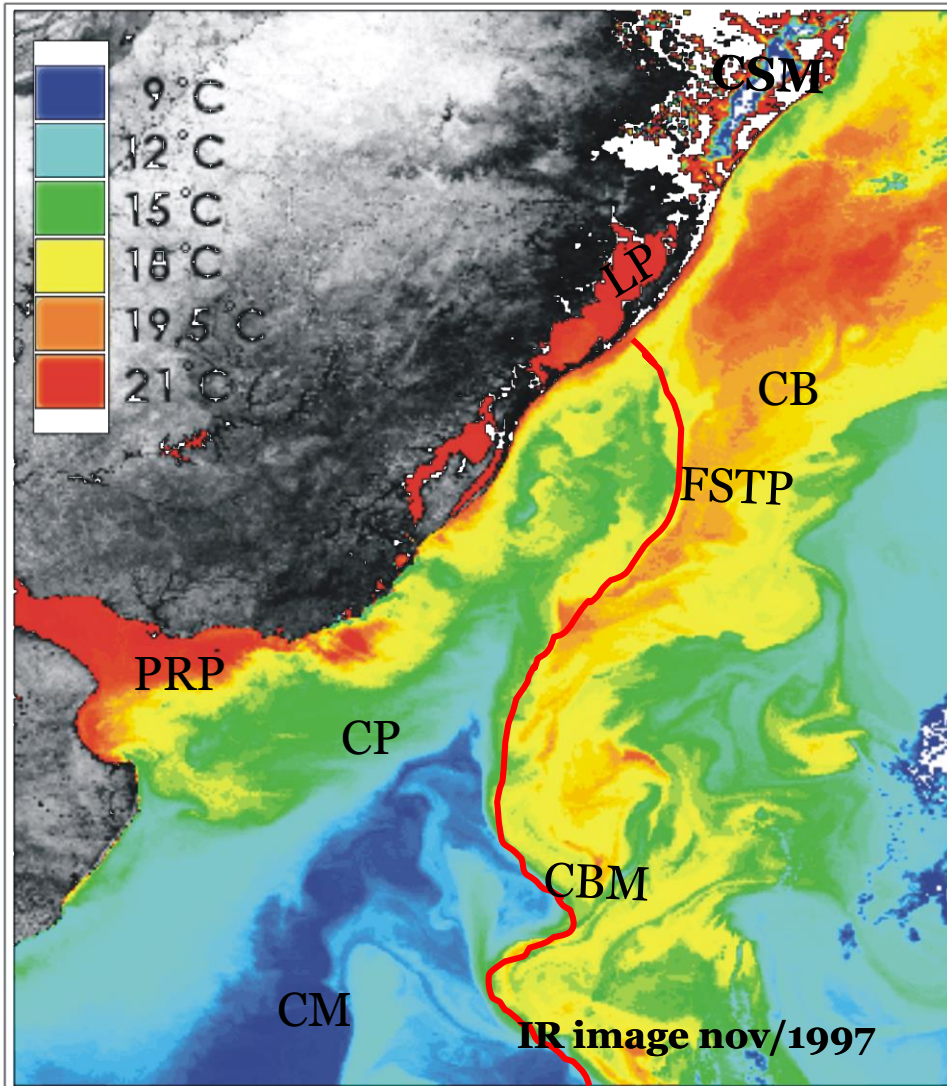 CSM
9°C
12°C
15°C
18°C
19,5°C
21°C
LP
CB
FSTP
PRP
CP
CBM
CM
IR image nov/1997